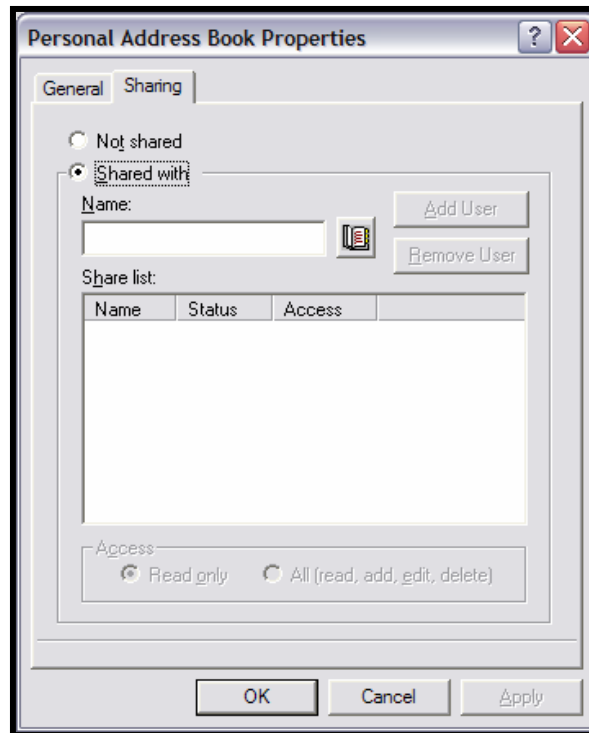 Personal Address Book Properties
General Sharing
Not shared
Shared with
Name:
Add User
Remove User
Share list:
Name Status Access
Access
Read only All (read, add, edit, delete)
OK Cancel Apply